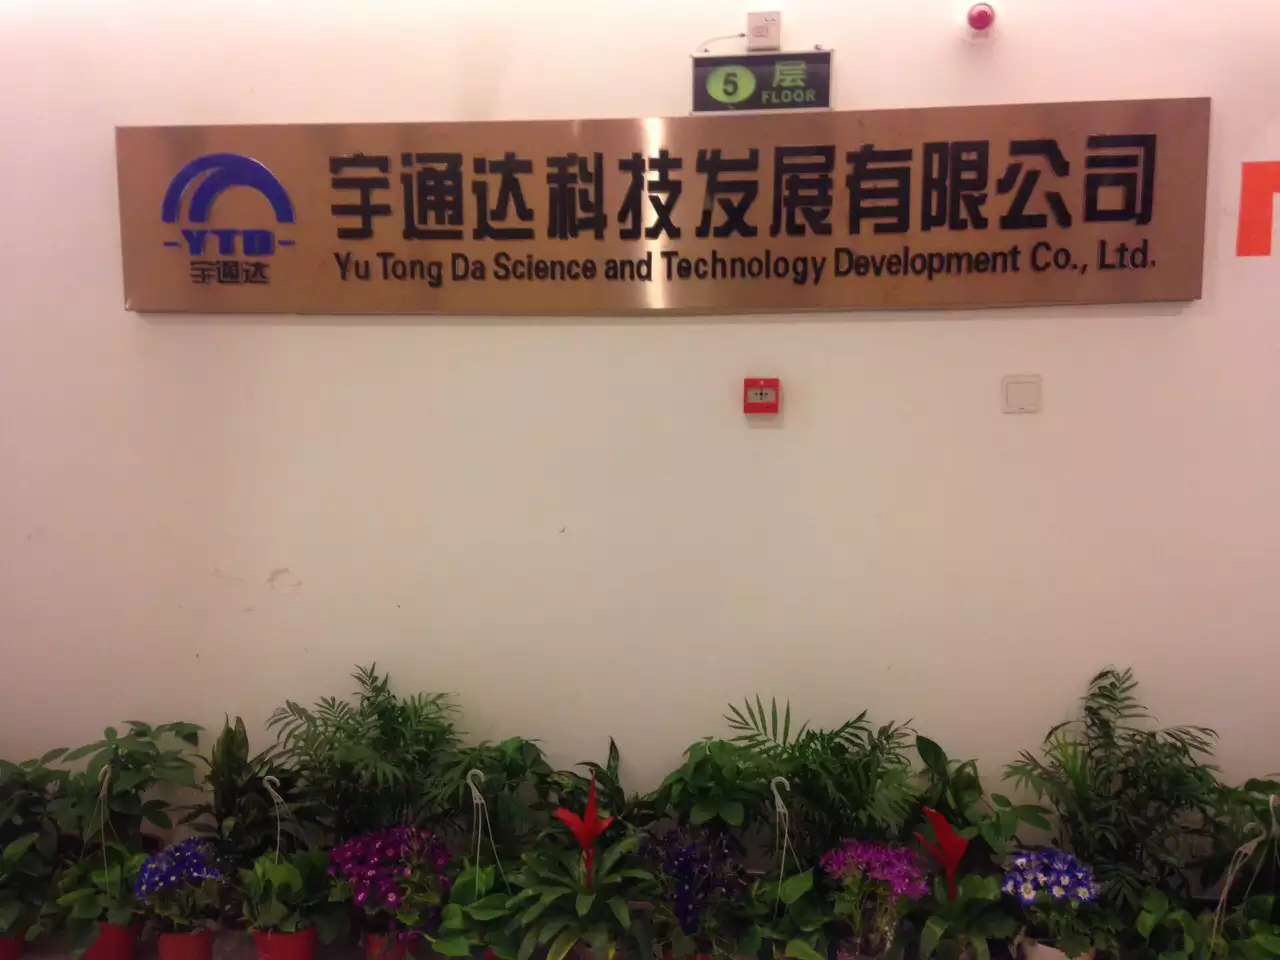 5 层
FLOOR
宇通达科技发展有限公司
Yu Tong Da Science and Technology Development Co., Ltd.
-YTD-
宇通达